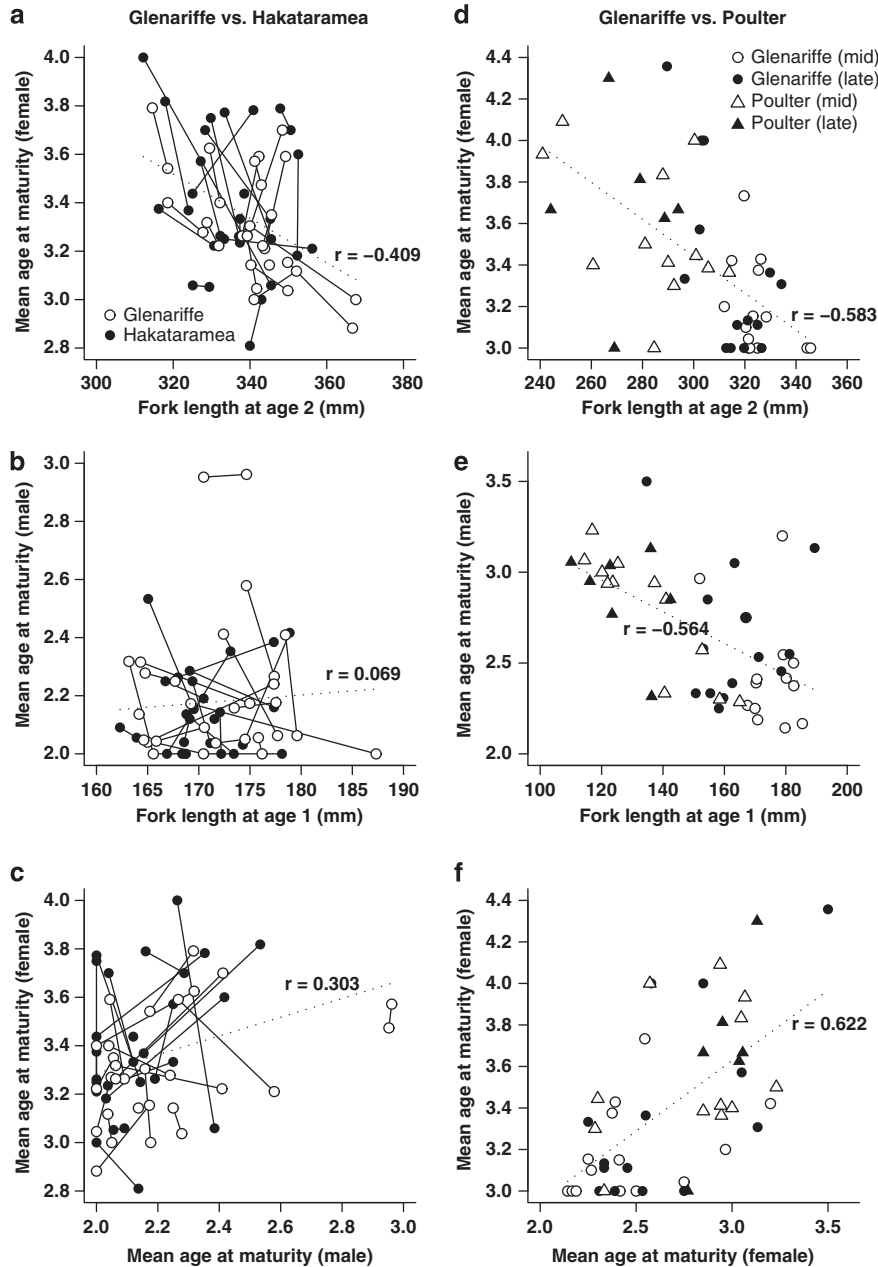 a
Glenariffe vs. Hakataramea
4.0
3.8
3.6
3.4
3.2
3.0
2.8
Mean age at maturity (female)
r = −0.409
Glenariffe
Hakataramea
300
320
340
360
380
Fork length at age 2 (mm)
d
Glenariffe vs. Poulter
4.4
4.2
4.0
3.8
3.6
3.4
3.2
3.0
Mean age at maturity (female)
Glenariffe (mid)
Glenariffe (late)
Poulter (mid)
Poulter (late)
r = −0.583
240
260
280
300
320
340
360
Fork length at age 2 (mm)
b
3.0
2.8
2.6
2.4
2.2
2.0
Mean age at maturity (male)
r = 0.069
160
165
170
175
180
185
190
Fork length at age 1 (mm)
e
3.5
3.0
2.5
2.0
Mean age at maturity (male)
r = −0.564
100
120
140
160
180
200
Fork length at age 1 (mm)
c
4.0
3.8
3.6
3.4
3.2
3.0
2.8
Mean age at maturity (female)
r = 0.303
2.0
2.2
2.4
2.6
2.8
3.0
Mean age at maturity (male)
f
4.4
4.2
4.0
3.8
3.6
3.4
3.2
3.0
Mean age at maturity (female)
r = 0.622
2.0
2.5
3.0
3.5
Mean age at maturity (female)